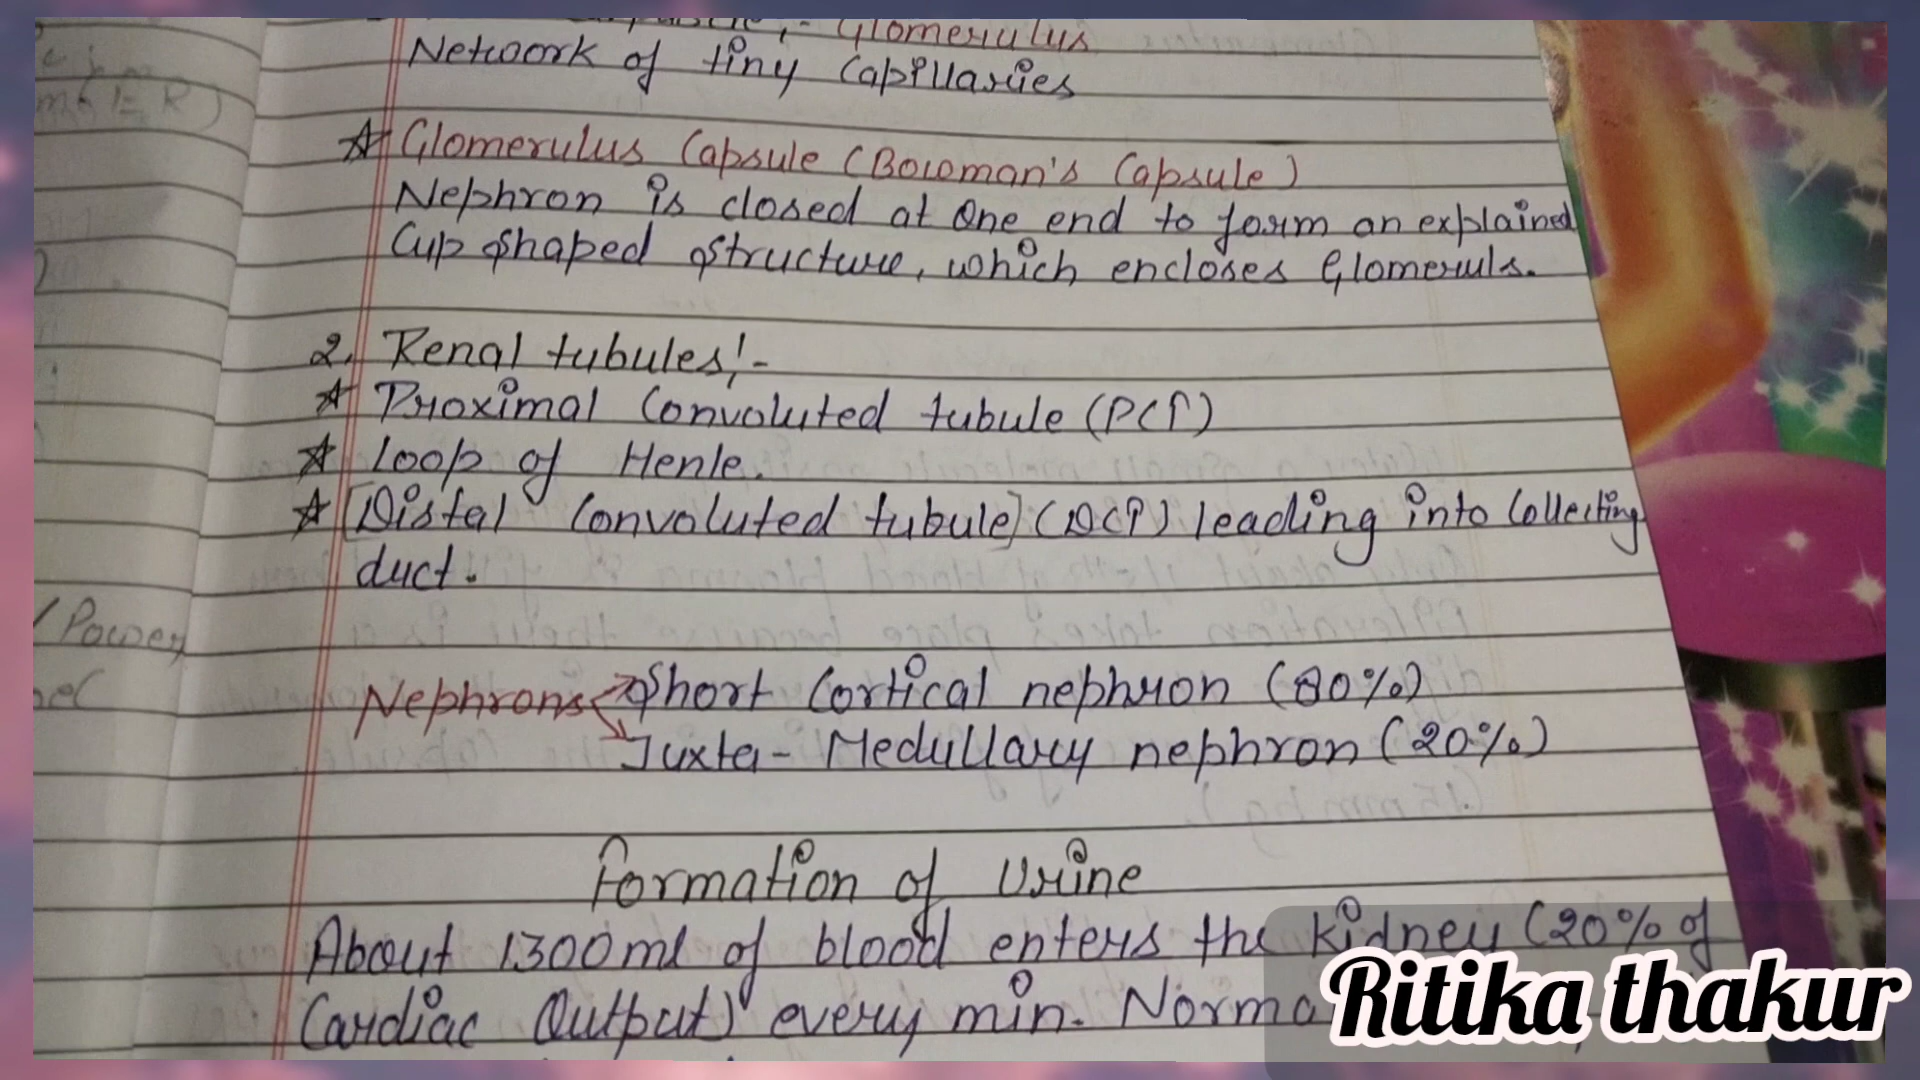 Glomerulus
Network of tiny Capillaries
Glomerulus Capsule (Bowman's Capsule)
Nephron is closed at One end to form an explained
Cup shaped structure, which encloses Glomeruls.
2. Renal tubules:-
Proximal Convoluted tubule (PCT)
Loop of Henle.
[Distal Convoluted tubule] (DCT) leading into Collecting
duct.
Nephrons Short Cortical nephron (80%)
Juxta-Medullary nephron (20%)
Formation of Urine
About 1300ml of blood enters the kidney (20% of
Cardiac Output) every min. Norma
Power
Ritika thakur